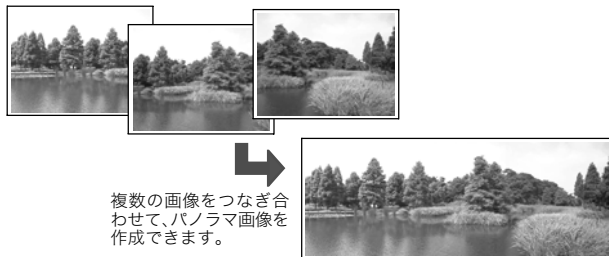 複数の画像をつなぎ合
わせて、パノラマ画像を
作成できます。